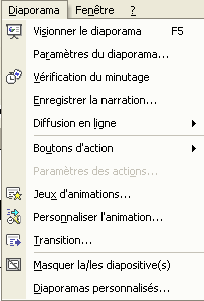 Diaporama Fenêtre ?
Visionner le diaporama F5
Paramètres du diaporama...
Vérification du minutage
Enregistrer la narration...
Diffusion en ligne
Boutons d'action
Paramètres des actions...
Jeux d'animations...
Personnaliser l'animation...
Transition...
Masquer la/les diapositive(s)
Diaporamas personnalisés...